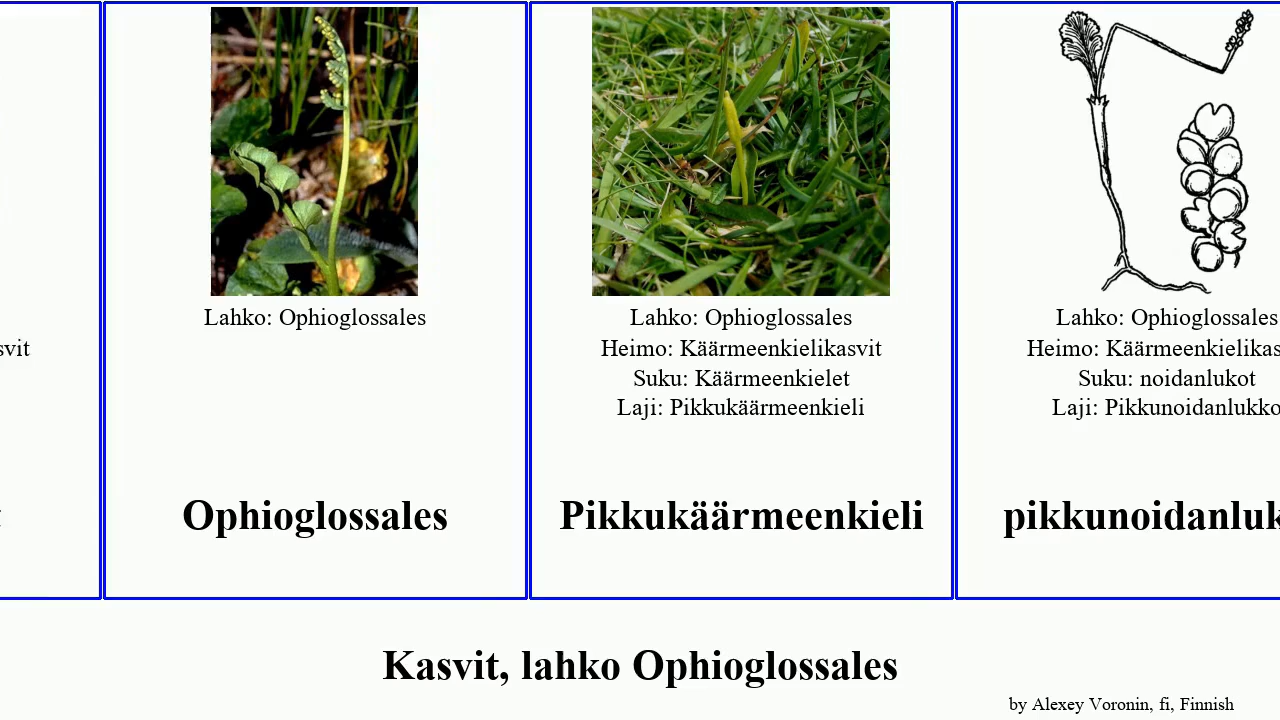 svit
Lahko: Ophioglossales
Ophioglossales
Lahko: Ophioglossales
Heimo: Käärmeenkielikasvit
Suku: Käärmeenkielet
Laji: Pikkukäärmeenkieli
Pikkukäärmeenkieli
Lahko: Ophioglossales
Heimo: Käärmeenkielikas
Suku: noidanlukot
Laji: Pikkunoidanlukko
pikkunoidanluk
Kasvit, lahko Ophioglossales
by Alexey Voronin, fi, Finnish